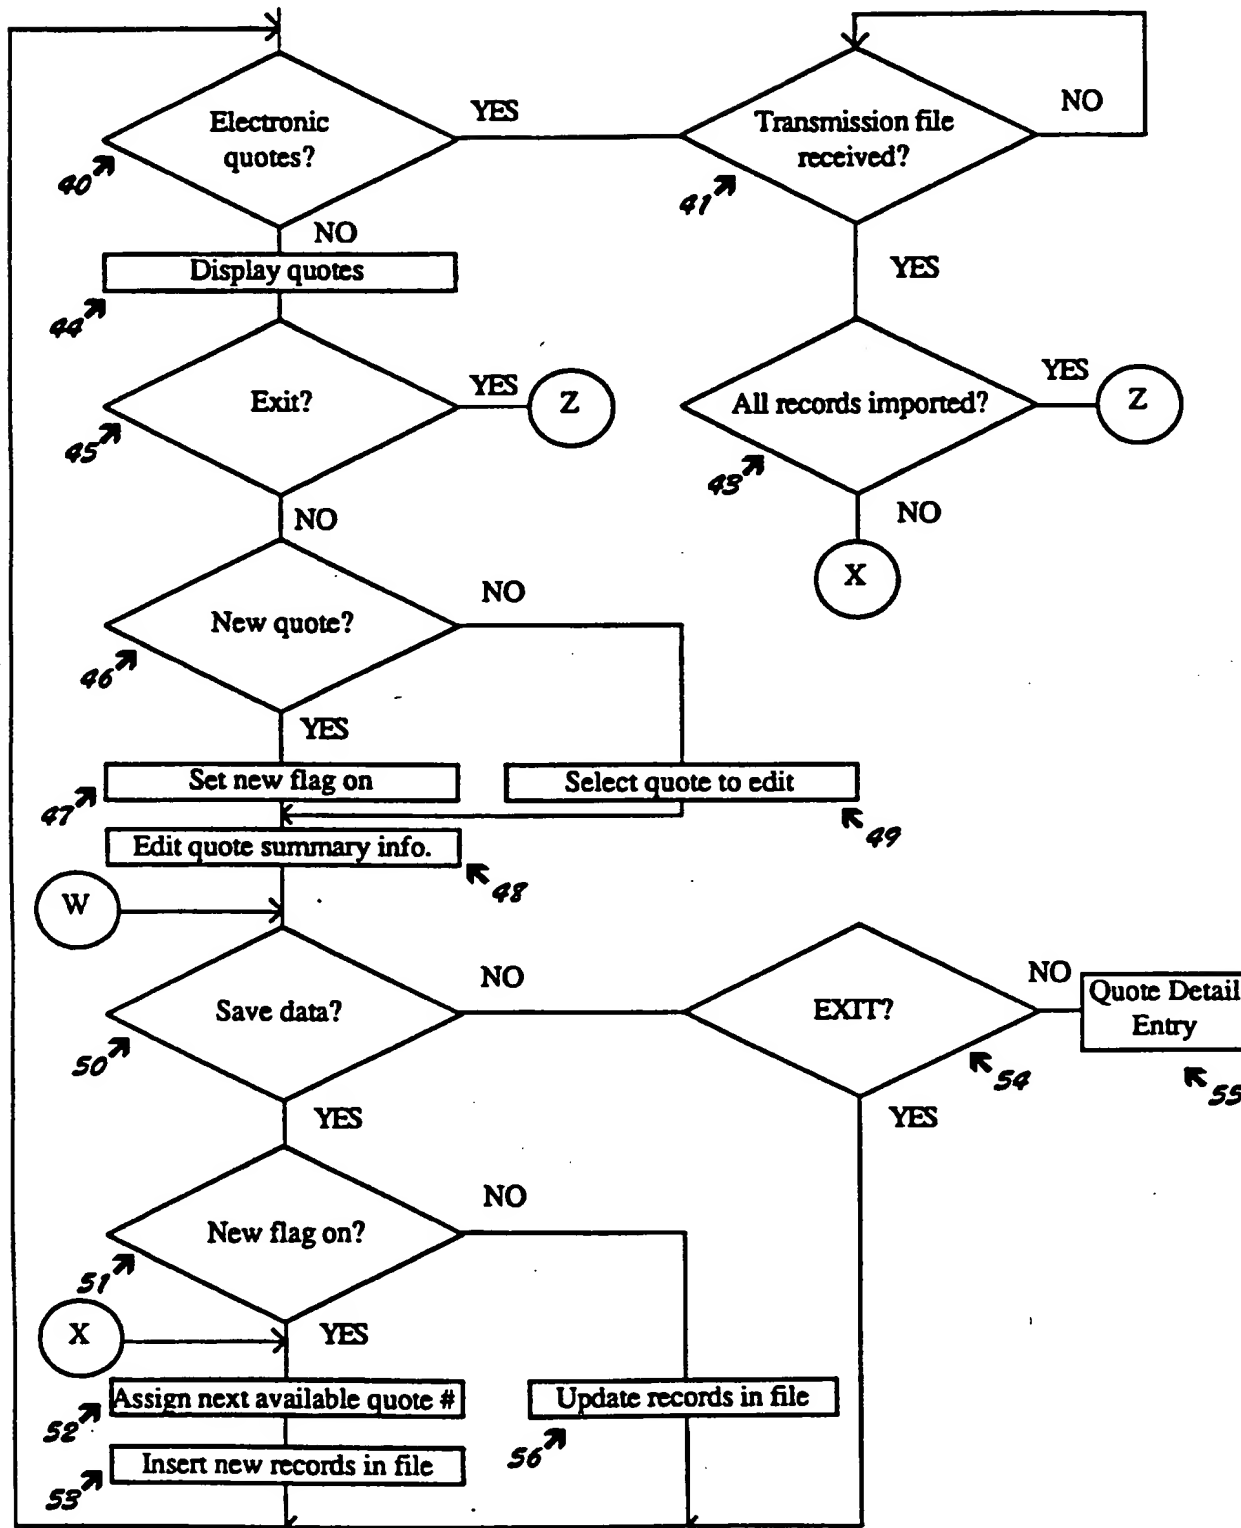 Electronic
quotes?
YES
40
NO
Transmission file
received?
NO
41
YES
Display quotes
44
Exit?
YES
Z
45
NO
All records imported?
YES
Z
43
NO
X
New quote?
NO
46
YES
Set new flag on
47
Select quote to edit
49
Edit quote summary info.
48
W
Save data?
NO
50
YES
EXIT?
NO
54
YES
Quote Detail
Entry
55
New flag on?
NO
51
YES
X
Assign next available quote #
52
Update records in file
56
Insert new records in file
53